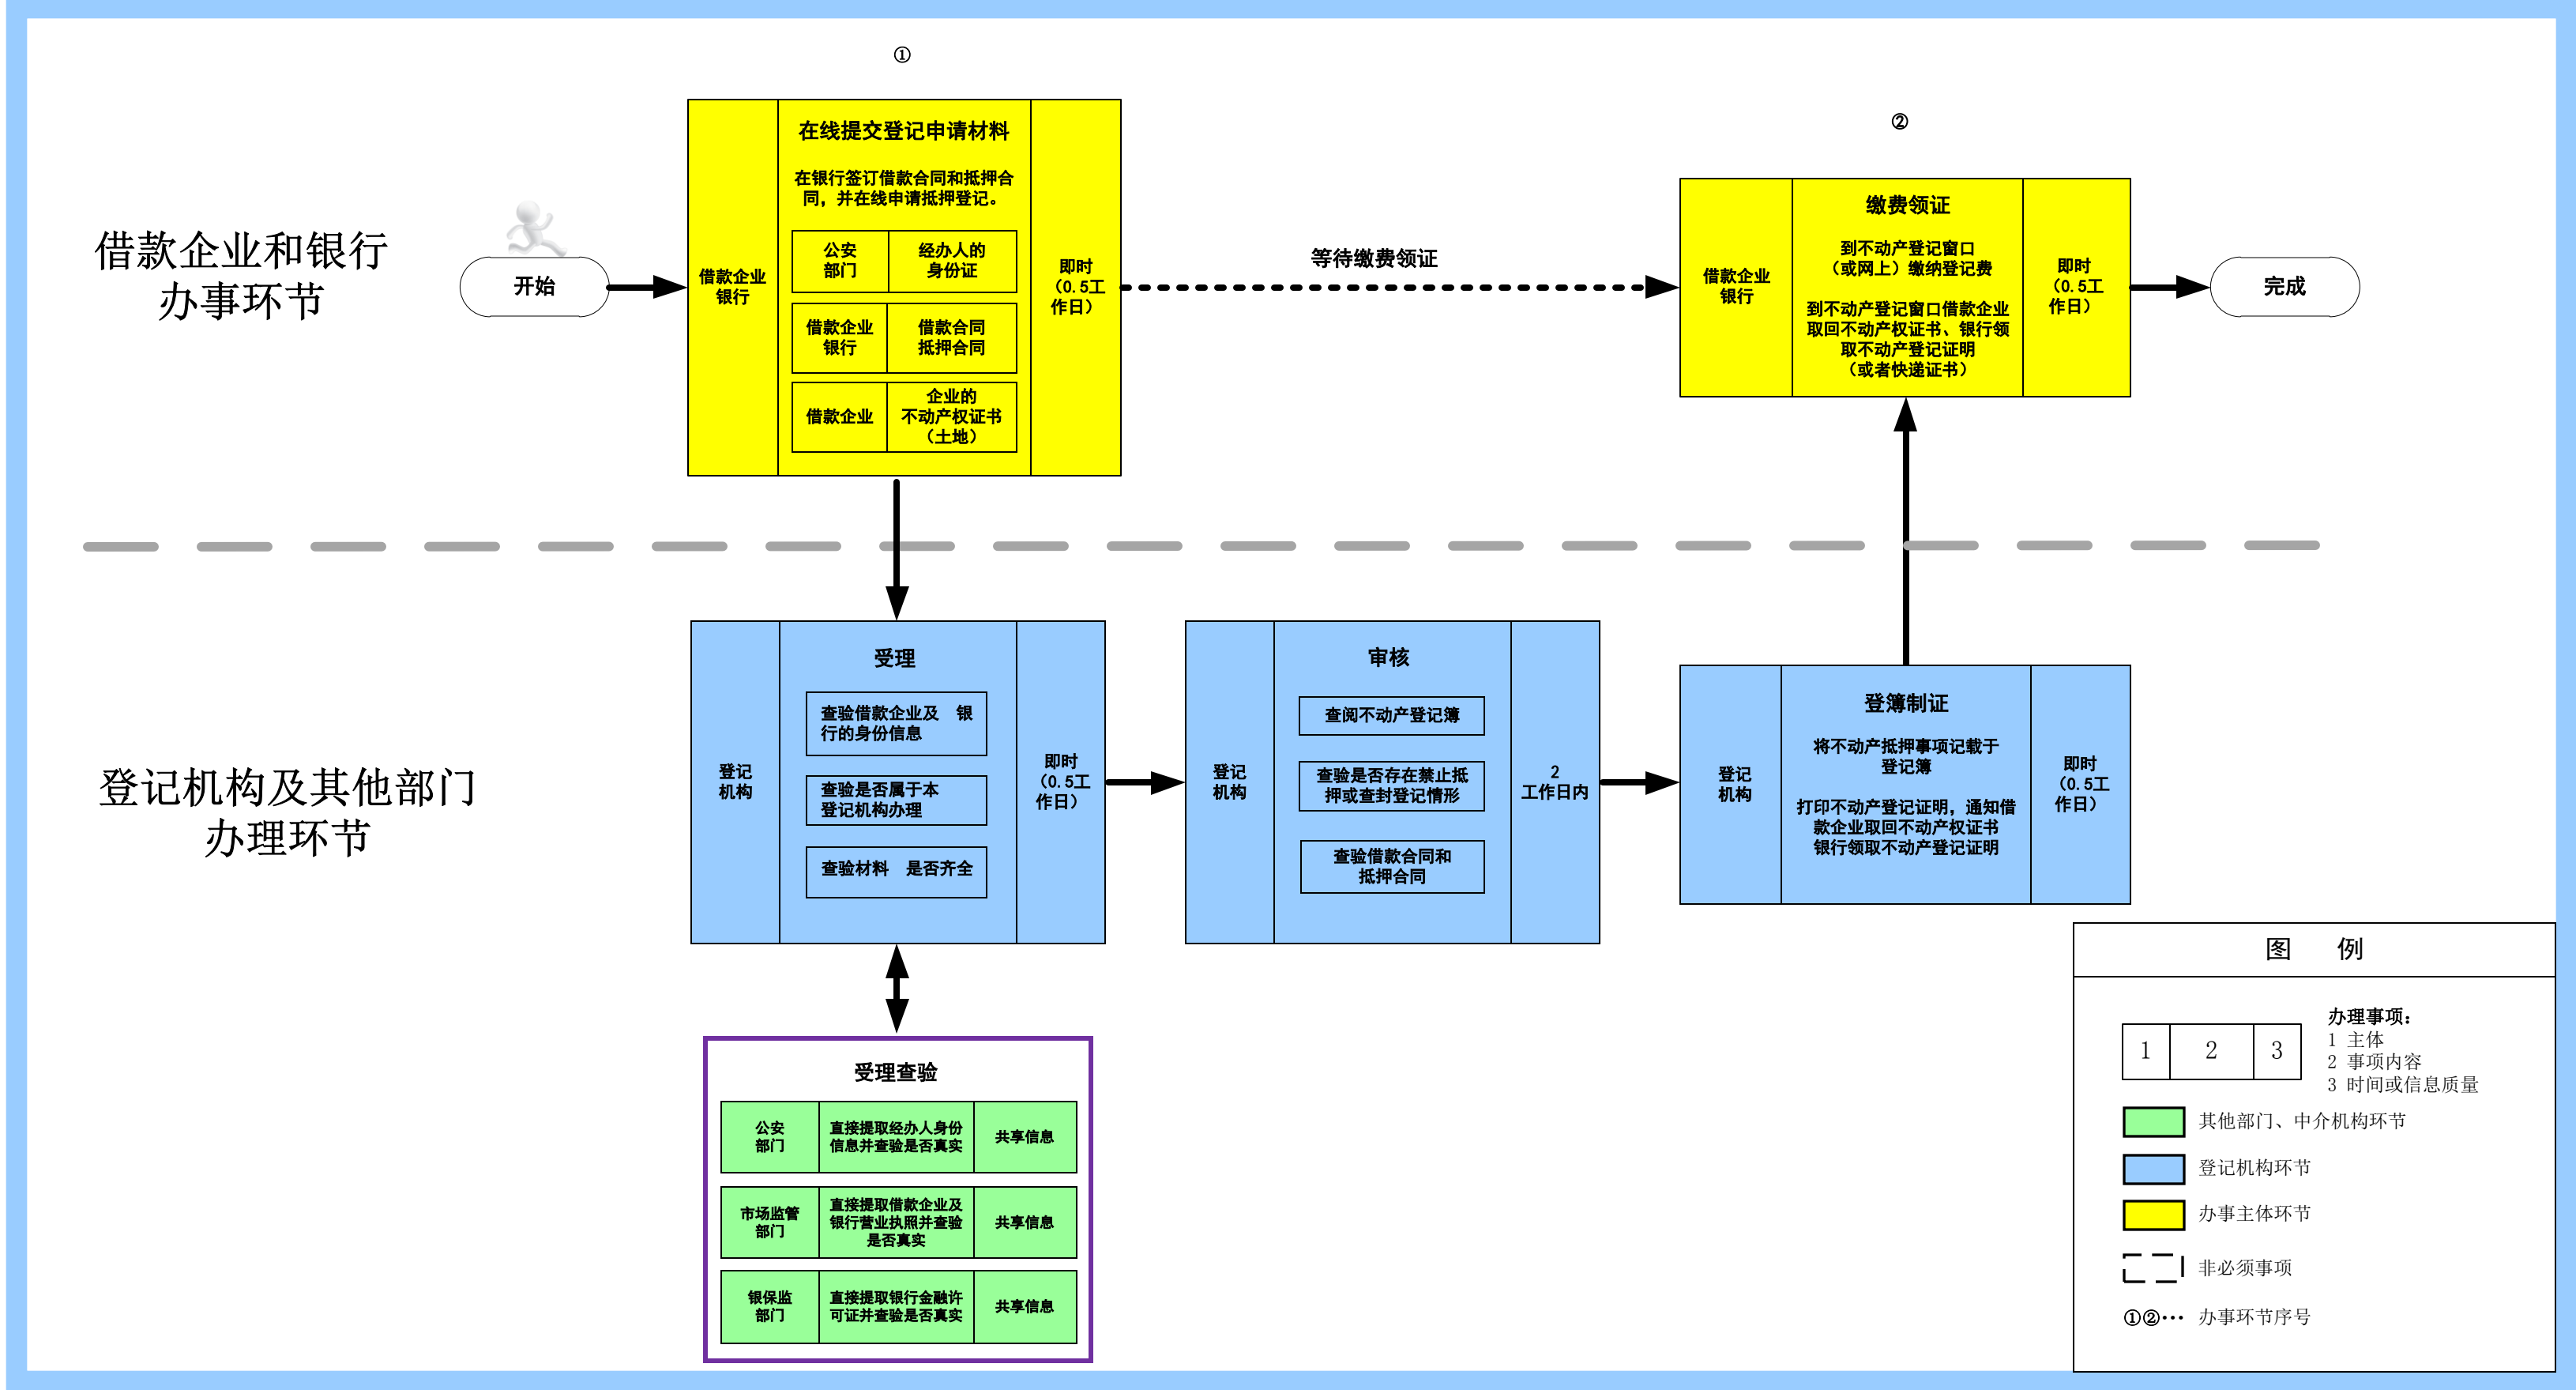 ①
在线提交登记申请材料
在银行签订借款合同和抵押合
同，并在线申请抵押登记。
借款企业
银行
公安
部门
经办人的
身份证
借款企业
银行
借款合同
抵押合同
借款企业
企业的
不动产权证书
（土地）
即时
（0.5工
作日）
借款企业和银行
办事环节
开始
等待缴费领证
②
缴费领证
借款企业
银行
到不动产登记窗口
（或网上）缴纳登记费
到不动产登记窗口借款企业
取回不动产权证书、银行领
取不动产登记证明
（或者快递证书）
即时
（0.5工
作日）
完成
登记机构及其他部门
办理环节
受理
登记
机构
查验借款企业及 银
行的身份信息
查验是否属于本
登记机构办理
查验材料 是否齐全
即时
（0.5工
作日）
审核
登记
机构
查阅不动产登记簿
查验是否存在禁止抵
押或查封登记情形
查验借款合同和
抵押合同
2
工作日内
登簿制证
登记
机构
将不动产抵押事项记载于
登记簿
打印不动产登记证明，通知借
款企业取回不动产权证书
银行领取不动产登记证明
即时
（0.5工
作日）
受理查验
公安
部门
直接提取经办人身份
信息并查验是否真实
共享信息
市场监管
部门
直接提取借款企业及
银行营业执照并查验
是否真实
共享信息
银保监
部门
直接提取银行金融许
可证并查验是否真实
共享信息
图 例
1 2 3
办理事项：
1 主体
2 事项内容
3 时间或信息质量
其他部门、中介机构环节
登记机构环节
办事主体环节
非必须事项
①②… 办事环节序号